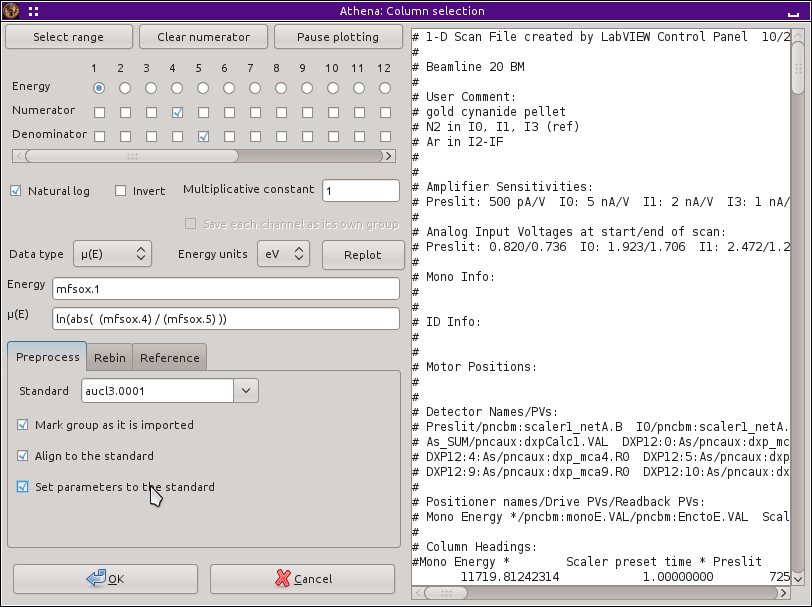 Athena: Column selection
Select range
Clear numerator
Pause plotting
1 2 3 4 5 6 7 8 9 10 11 12
Energy
Numerator
Denominator
Natural log
Invert
Multiplicative constant
1
Save each channel as its own group
Data type
μ(E)
Energy units
eV
Replot
Energy
mfsox.1
μ(E)
ln(abs( (mfsox.4) / (mfsox.5) ))
Preprocess
Rebin
Reference
Standard
aucl3.0001
Mark group as it is imported
Align to the standard
Set parameters to the standard
OK
Cancel
# 1-D Scan File created by LabVIEW Control Panel 10/2
#
# Beamline 20 BM
#
# User Comment:
# gold cynanide pellet
# N2 in I0, I1, I3 (ref)
# Ar in I2-IF
#
#
# Amplifier Sensitivities:
# Preslit: 500 pA/V I0: 5 nA/V I1: 2 nA/V I3: 1 nA/
#
# Analog Input Voltages at start/end of scan:
# Preslit: 0.820/0.736 I0: 1.923/1.706 I1: 2.472/1.2
#
# Mono Info:
#
#
# ID Info:
#
#
# Motor Positions:
#
#
# Detector Names/PVs:
# Preslit/pncbm:scaler1_netA.B I0/pncbm:scaler1_netA.
# As_SUM/pncaux:dxpCalc1.VAL DXP12:0:As/pncaux:dxp_mc
# DXP12:4:As/pncaux:dxp_mca4.R0 DXP12:5:As/pncaux:dxp
# DXP12:9:As/pncaux:dxp_mca9.R0 DXP12:10:As/pncaux:dx
#
# Positioner names/Drive PVs/Readback PVs:
# Mono Energy */pncbm:monoE.VAL/pncbm:EnctoE.VAL Scal
#
# Column Headings:
#Mono Energy * Scaler preset time * Preslit
11719.81242314 1.00000000 725